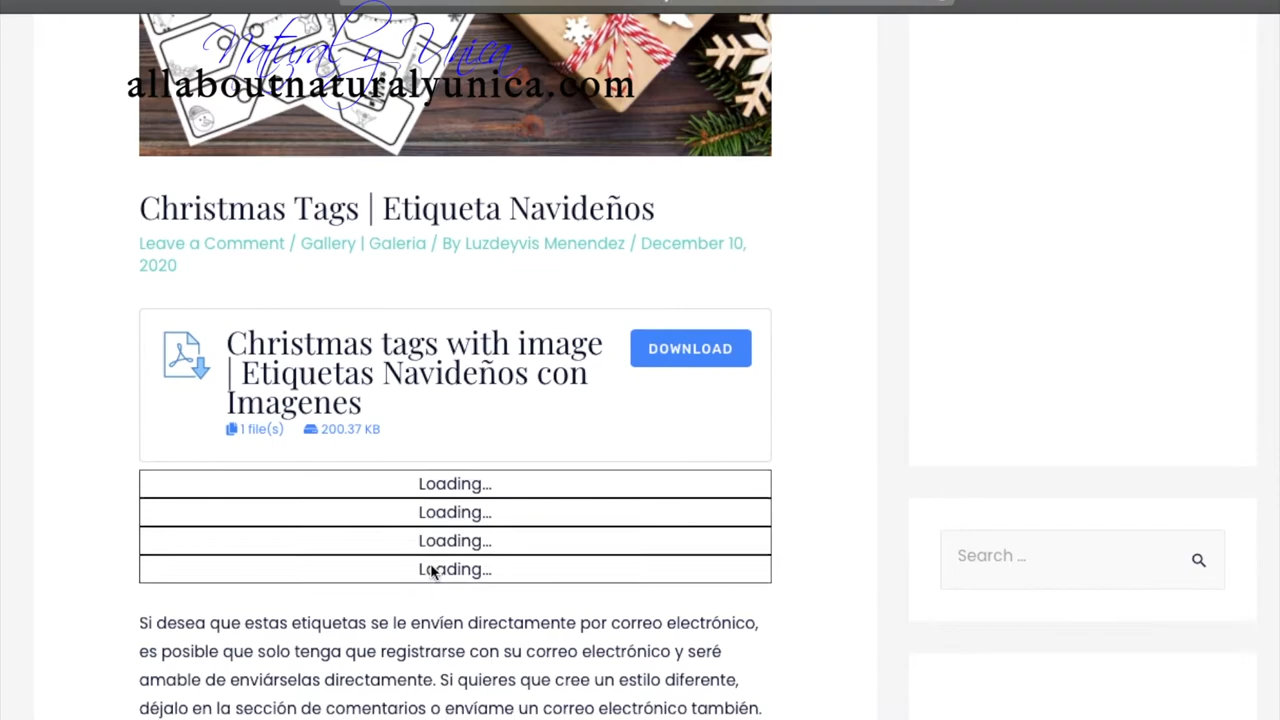 Natural y Unica
allaboutnaturalyunica.com
Christmas Tags | Etiqueta Navideños
Leave a Comment / Gallery | Galeria / By Luzdeyvis Menendez / December 10,
2020
Christmas tags with image
| Etiquetas Navideños con
Imagenes
DOWNLOAD
1 file(s) 200.37 KB
Loading...
Loading...
Loading...
Loading...
Search ...
Si desea que estas etiquetas se le envíen directamente por correo electrónico,
es posible que solo tenga que registrarse con su correo electrónico y seré
amable de enviárselas directamente. Si quieres que cree un estilo diferente,
déjalo en la sección de comentarios o envíame un correo electrónico también.